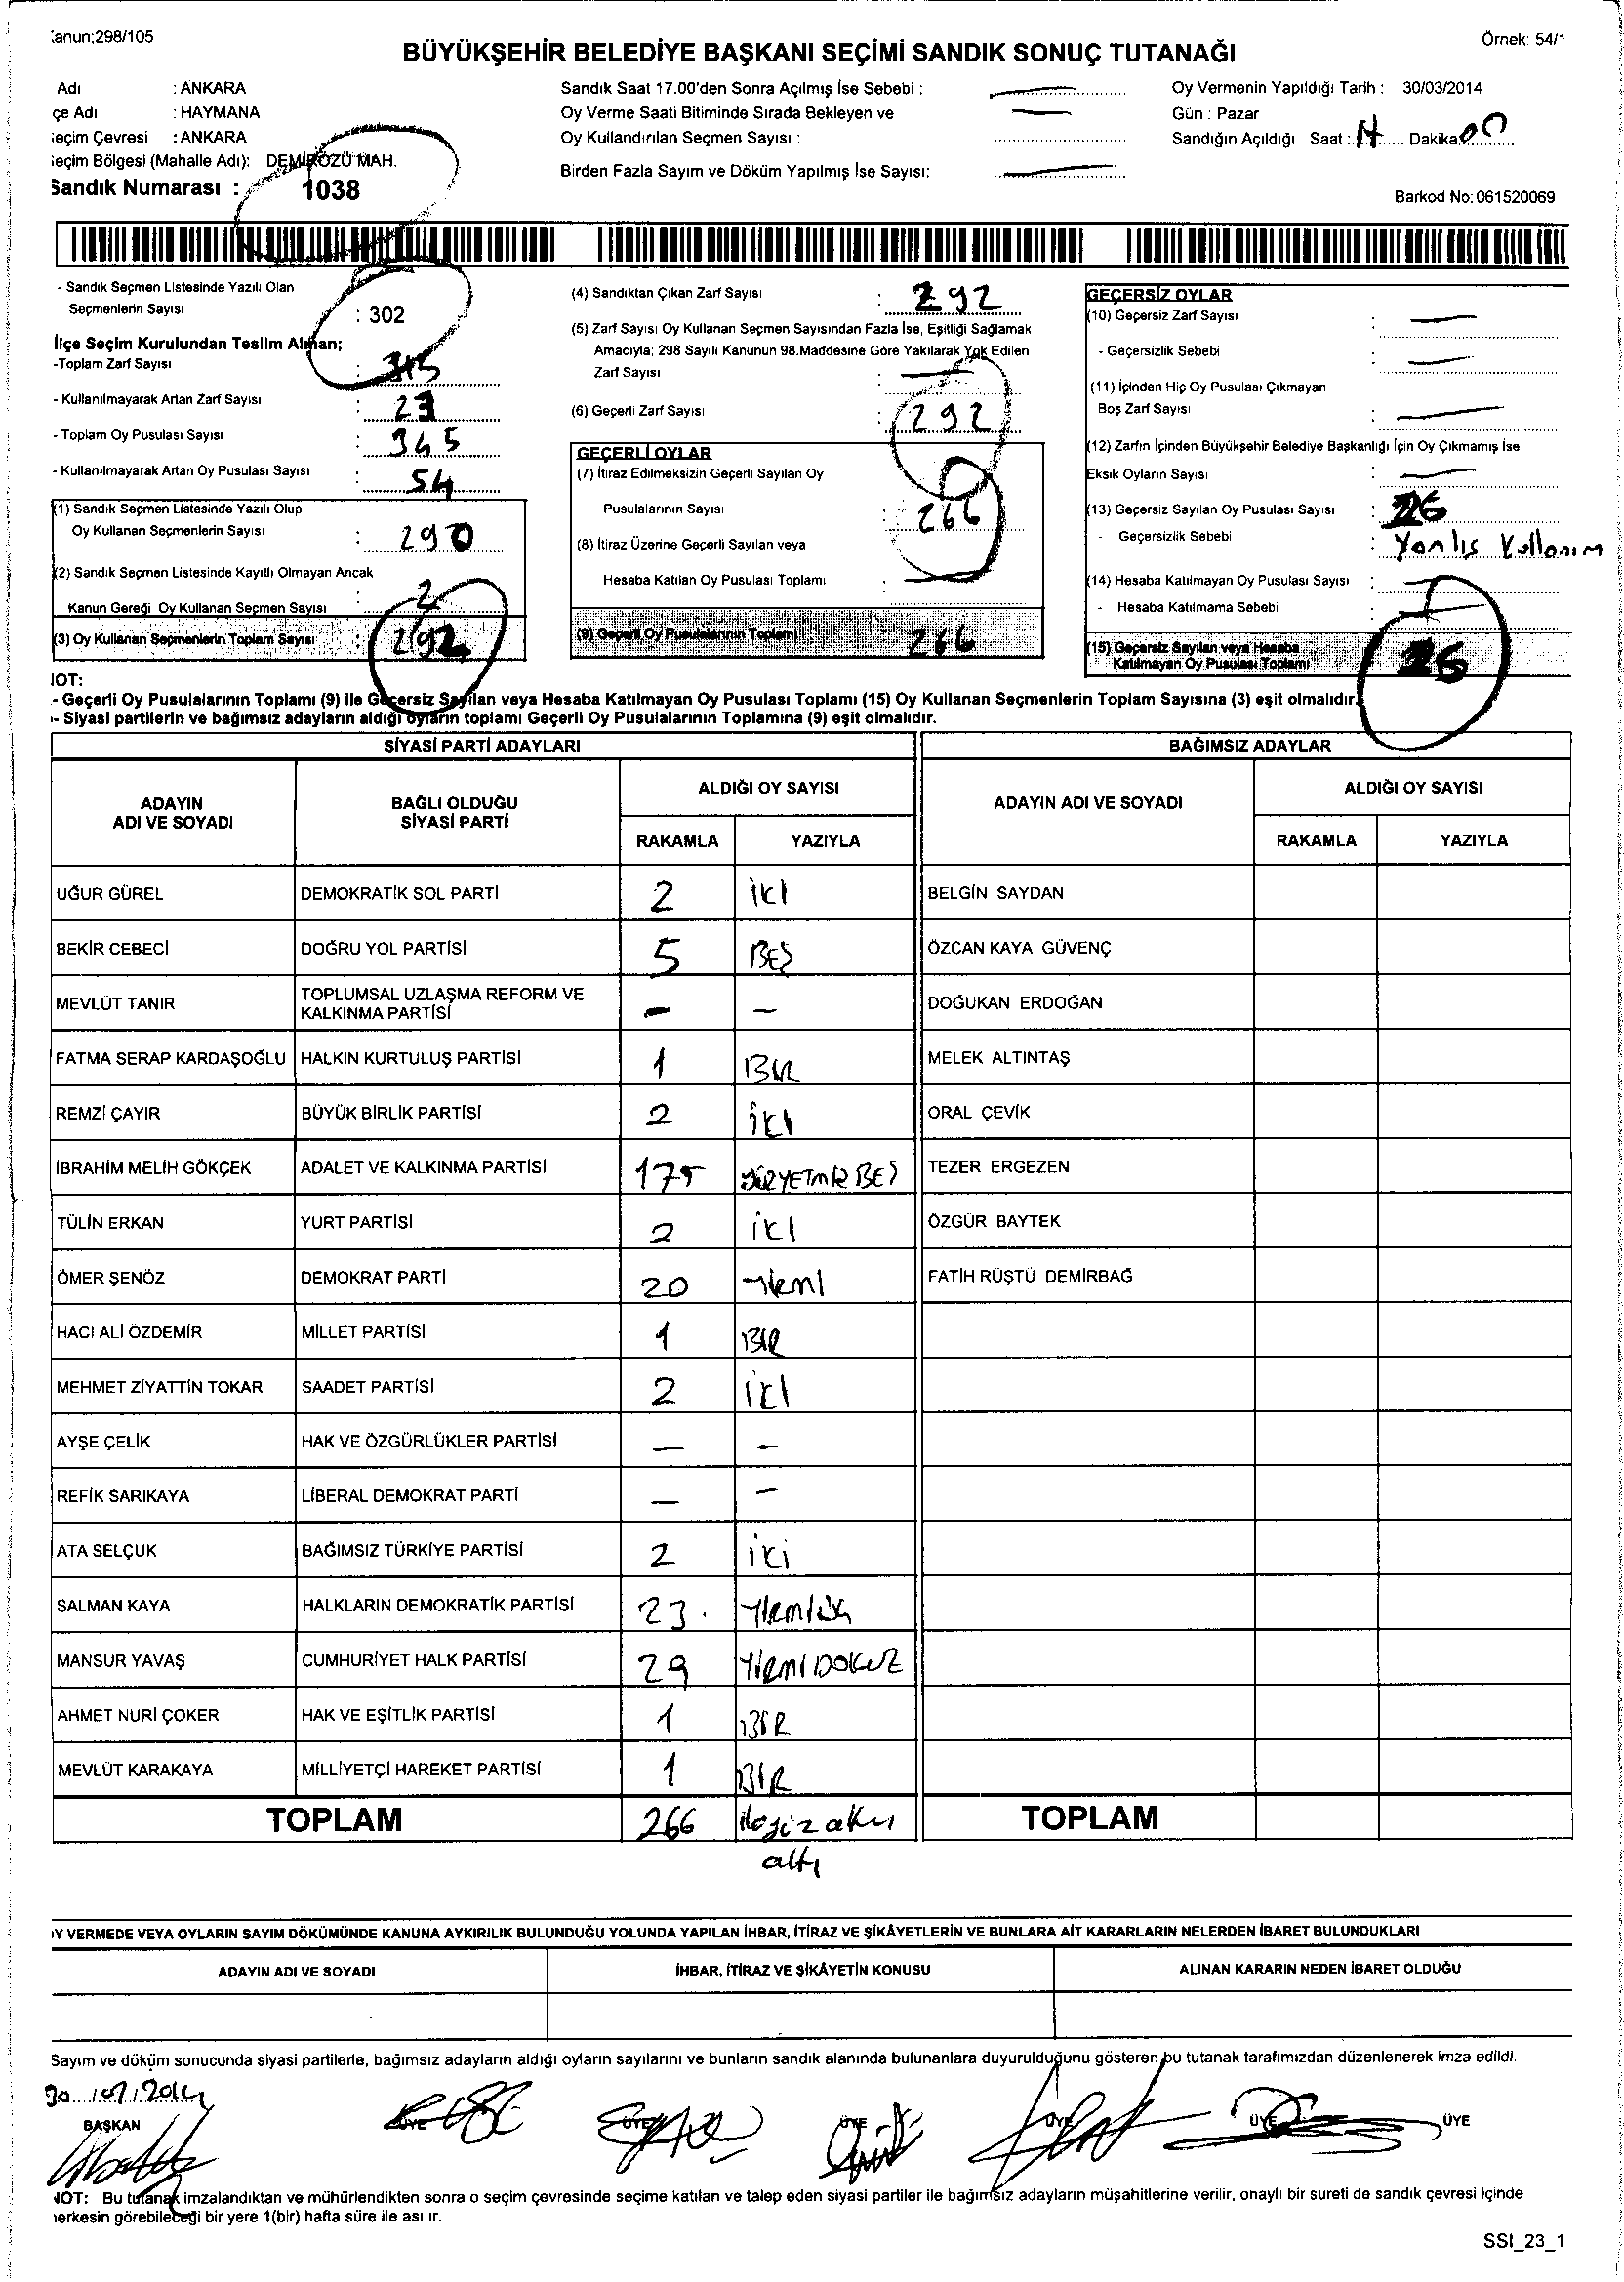 anun;298/105
Örnek: 54/1
BÜYÜKŞEHİR BELEDİYE BAŞKANI SEÇİMİ SANDIK SONUÇ TUTANAĞI
Adı : ANKARA
çe Adı : HAYMANA
eçim Çevresi : ANKARA
eçim Bölgesi (Mahalle Adı): DEMİRÖZÜ MAH.
Sandık Numarası : 1038
Sandık Saat 17.00'den Sonra Açılmış İse Sebebi :
Oy Verme Saati Bitiminde Sırada Bekleyen ve
Oy Kullandırılan Seçmen Sayısı :
Birden Fazla Sayım ve Döküm Yapılmış İse Sayısı:
Oy Vermenin Yapıldığı Tarih : 30/03/2014
Gün : Pazar
Sandığın Açıldığı Saat : Dakika 00
Barkod No: 061520069
- Sandık Seçmen Listesinde Yazılı Olan
Seçmenlerin Sayısı : 302
İlçe Seçim Kurulundan Teslim Alınan;
-Toplam Zarf Sayısı : 315
- Kullanılmayarak Artan Zarf Sayısı : 23
- Toplam Oy Pusulası Sayısı : 345
- Kullanılmayarak Artan Oy Pusulası Sayısı : 54
(1) Sandık Seçmen Listesinde Yazılı Olup
Oy Kullanan Seçmenlerin Sayısı : 290
(2) Sandık Seçmen Listesinde Kayıtlı Olmayan Ancak
Kanun Gereği Oy Kullanan Seçmen Sayısı : 2
(3) Oy Kullanan Seçmenlerin Toplam Sayısı : 292
(4) Sandıktan Çıkan Zarf Sayısı : 292
(5) Zarf Sayısı Oy Kullanan Seçmen Sayısından Fazla İse, Eşitliği Sağlamak
Amacıyla; 298 Sayılı Kanunun 98.Maddesine Göre Yakılarak Yok Edilen
Zarf Sayısı : —
(6) Geçerli Zarf Sayısı : 292
GEÇERLİ OYLAR
(7) İtiraz Edilmeksizin Geçerli Sayılan Oy
Pusulalarının Sayısı : 266
(8) İtiraz Üzerine Geçerli Sayılan veya
Hesaba Katılan Oy Pusulası Toplamı : —
(9) Geçerli Oy Pusulalarının Toplamı : 266
GEÇERSİZ OYLAR
(10) Geçersiz Zarf Sayısı : —
- Geçersizlik Sebebi : —
(11) İçinden Hiç Oy Pusulası Çıkmayan
Boş Zarf Sayısı : —
(12) Zarfın İçinden Büyükşehir Belediye Başkanlığı İçin Oy Çıkmamış İse
Eksik Oyların Sayısı : —
(13) Geçersiz Sayılan Oy Pusulası Sayısı : 26
- Geçersizlik Sebebi : Yanlış Kullanım
(14) Hesaba Katılmayan Oy Pusulası Sayısı : —
- Hesaba Katılmama Sebebi : —
(15) Geçersiz Sayılan veya Hesaba
Katılmayan Oy Pusulası Toplamı 26
NOT:
- Geçerli Oy Pusulalarının Toplamı (9) ile Geçersiz Sayılan veya Hesaba Katılmayan Oy Pusulası Toplamı (15) Oy Kullanan Seçmenlerin Toplam Sayısına (3) eşit olmalıdır.
- Siyasi partilerin ve bağımsız adayların aldığı oyların toplamı Geçerli Oy Pusulalarının Toplamına (9) eşit olmalıdır.
SİYASİ PARTİ ADAYLARI BAĞIMSIZ ADAYLAR
ADAYIN ADI VE SOYADI BAĞLI OLDUĞU SİYASİ PARTİ ALDIĞI OY SAYISI ADAYIN ADI VE SOYADI ALDIĞI OY SAYISI
RAKAMLA YAZIYLA RAKAMLA YAZIYLA
UĞUR GÜREL DEMOKRATİK SOL PARTİ 2 İKİ BELGİN SAYDAN
BEKİR CEBECİ DOĞRU YOL PARTİSİ 5 BEŞ ÖZCAN KAYA GÜVENÇ
MEVLÜT TANIR TOPLUMSAL UZLAŞMA REFORM VE KALKINMA PARTİSİ – – DOĞUKAN ERDOĞAN
FATMA SERAP KARDAŞOĞLU HALKIN KURTULUŞ PARTİSİ 1 BİR MELEK ALTINTAŞ
REMZİ ÇAYIR BÜYÜK BİRLİK PARTİSİ 2 İKİ ORAL ÇEVİK
İBRAHİM MELİH GÖKÇEK ADALET VE KALKINMA PARTİSİ 175 YÜZYETMİŞ BEŞ TEZER ERGEZEN
TÜLİN ERKAN YURT PARTİSİ 2 İKİ ÖZGÜR BAYTEK
ÖMER ŞENÖZ DEMOKRAT PARTİ 20 YİRMİ FATİH RÜŞTÜ DEMİRBAĞ
HACI ALİ ÖZDEMİR MİLLET PARTİSİ 1 BİR
MEHMET ZİYATTİN TOKAR SAADET PARTİSİ 2 İKİ
AYŞE ÇELİK HAK VE ÖZGÜRLÜKLER PARTİSİ – –
REFİK SARIKAYA LİBERAL DEMOKRAT PARTİ – –
ATA SELÇUK BAĞIMSIZ TÜRKİYE PARTİSİ 2 iki
SALMAN KAYA HALKLARIN DEMOKRATİK PARTİSİ 23.
MANSUR YAVAŞ CUMHURİYET HALK PARTİSİ 29 YİRMİ DOKUZ
AHMET NURİ ÇOKER HAK VE EŞİTLİK PARTİSİ 1 BİR
MEVLÜT KARAKAYA MİLLİYETÇİ HAREKET PARTİSİ 1 BİR
TOPLAM 266 TOPLAM
altı
Y VERMEDE VEYA OYLARIN SAYIM DÖKÜMÜNDE KANUNA AYKIRILIK BULUNDUĞU YOLUNDA YAPILAN İHBAR, İTİRAZ VE ŞİKÂYETLERİN VE BUNLARA AİT KARARLARIN NELERDEN İBARET BULUNDUKLARI
ADAYIN ADI VE SOYADI İHBAR, İTİRAZ VE ŞİKÂYETİN KONUSU ALINAN KARARIN NEDEN İBARET OLDUĞU
Sayım ve döküm sonucunda siyasi partilerle, bağımsız adayların aldığı oyların sayılarını ve bunların sandık alanında bulunanlara duyurulduğunu gösteren bu tutanak tarafımızdan düzenlenerek imza edildi.
BAŞKAN ÜYE ÜYE ÜYE ÜYE ÜYE ÜYE
NOT: Bu tutanak imzalandıktan ve mühürlendikten sonra o seçim çevresinde seçime katılan ve talep eden siyasi partiler ile bağımsız adayların müşahitlerine verilir, onaylı bir sureti de sandık çevresi içinde
herkesin görebileceği bir yere 1(bir) hafta süre ile asılır.
SSI_23_1